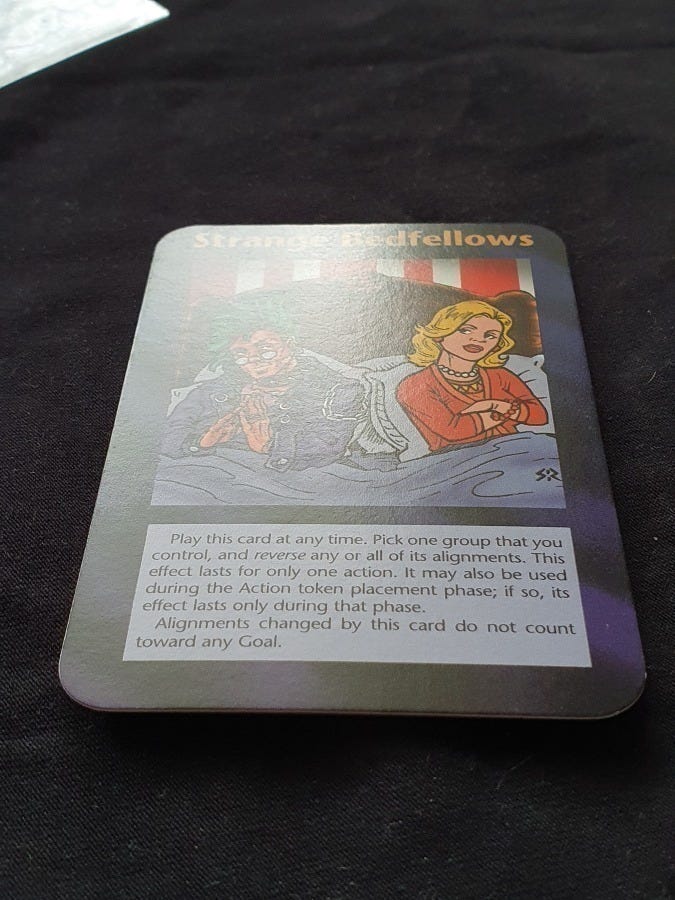 Strange Bedfellows
SR
Play this card at any time. Pick one group that you
control, and reverse any or all of its alignments. This
effect lasts for only one action. It may also be used
during the Action token placement phase; if so, its
effect lasts only during that phase.
Alignments changed by this card do not count
toward any Goal.